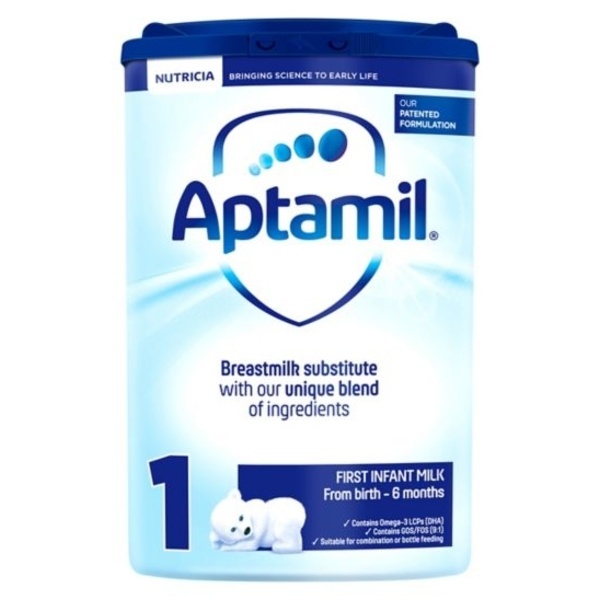 NUTRICIA BRINGING SCIENCE TO EARLY LIFE
OUR
PATENTED
FORMULATION
Aptamil®
Breastmilk substitute
with our unique blend
of ingredients
1
FIRST INFANT MILK
From birth - 6 months
✓ Contains Omega-3 LCPs (DHA)
✓ Contains GOS/FOS (9:1)
✓ Suitable for combination or bottle feeding